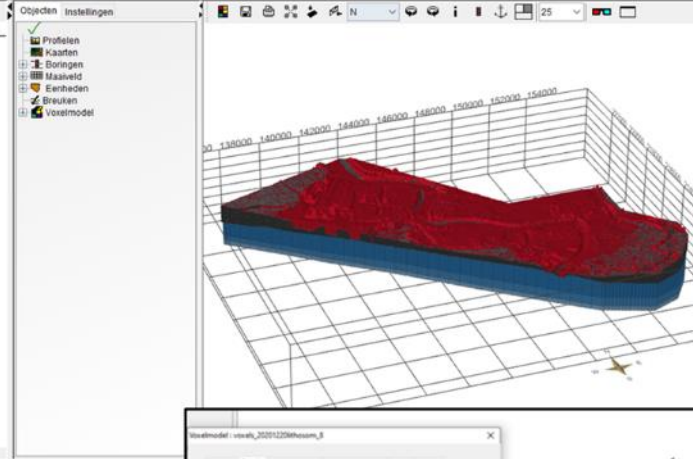 Objecten Instellingen
N
25
Profielen
Kaarten
Boringen
Maaiveld
Eenheden
Breuken
Voxelmodel
138000 140000 142000 144000 146000 148000 150000 152000 154000
Voxelmodel : voxels_20201220lithosom_6